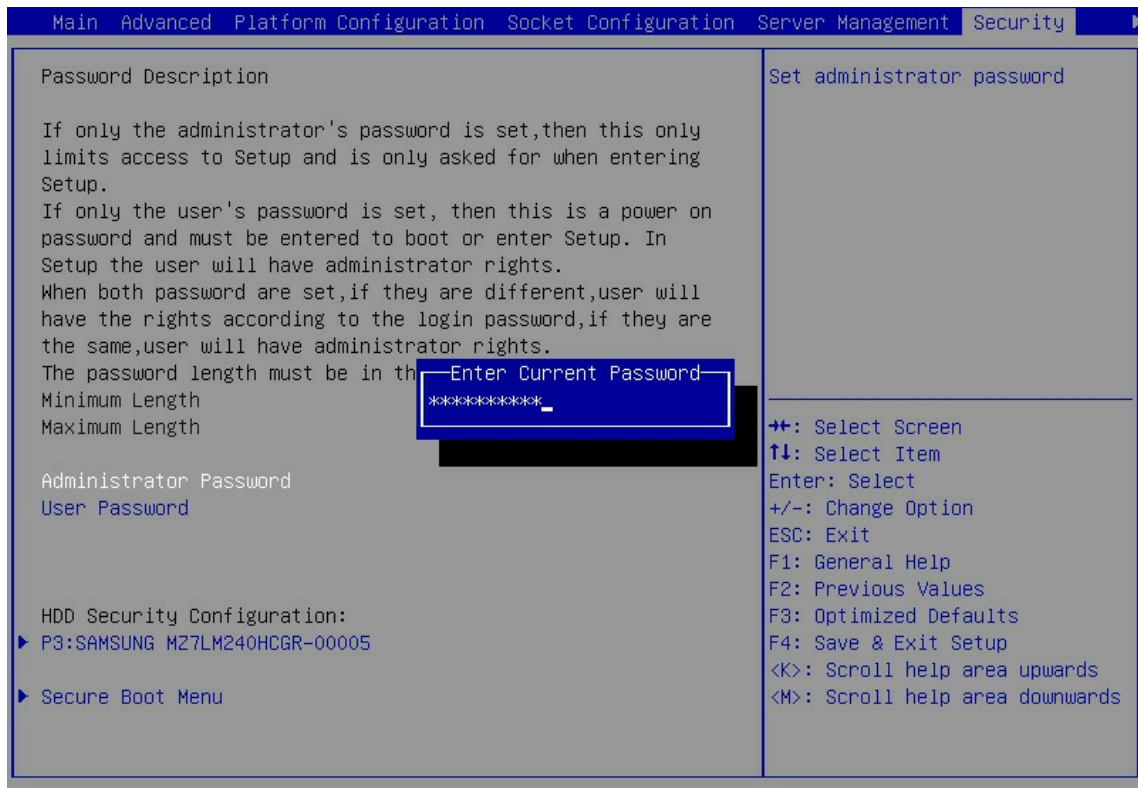 Main Advanced Platform Configuration Socket Configuration Server Management Security
Password Description
If only the administrator's password is set,then this only
limits access to Setup and is only asked for when entering
Setup.
If only the user's password is set, then this is a power on
password and must be entered to boot or enter Setup. In
Setup the user will have administrator rights.
When both password are set,if they are different,user will
have the rights according to the login password,if they are
the same,user will have administrator rights.
The password length must be in th
Minimum Length
Maximum Length
Enter Current Password
**********_
Administrator Password
User Password
HDD Security Configuration:
P3:SAMSUNG MZ7LM240HCGR-00005
Secure Boot Menu
Set administrator password
→←: Select Screen
↑↓: Select Item
Enter: Select
+/-: Change Option
ESC: Exit
F1: General Help
F2: Previous Values
F3: Optimized Defaults
F4: Save & Exit Setup
<K>: Scroll help area upwards
<M>: Scroll help area downwards